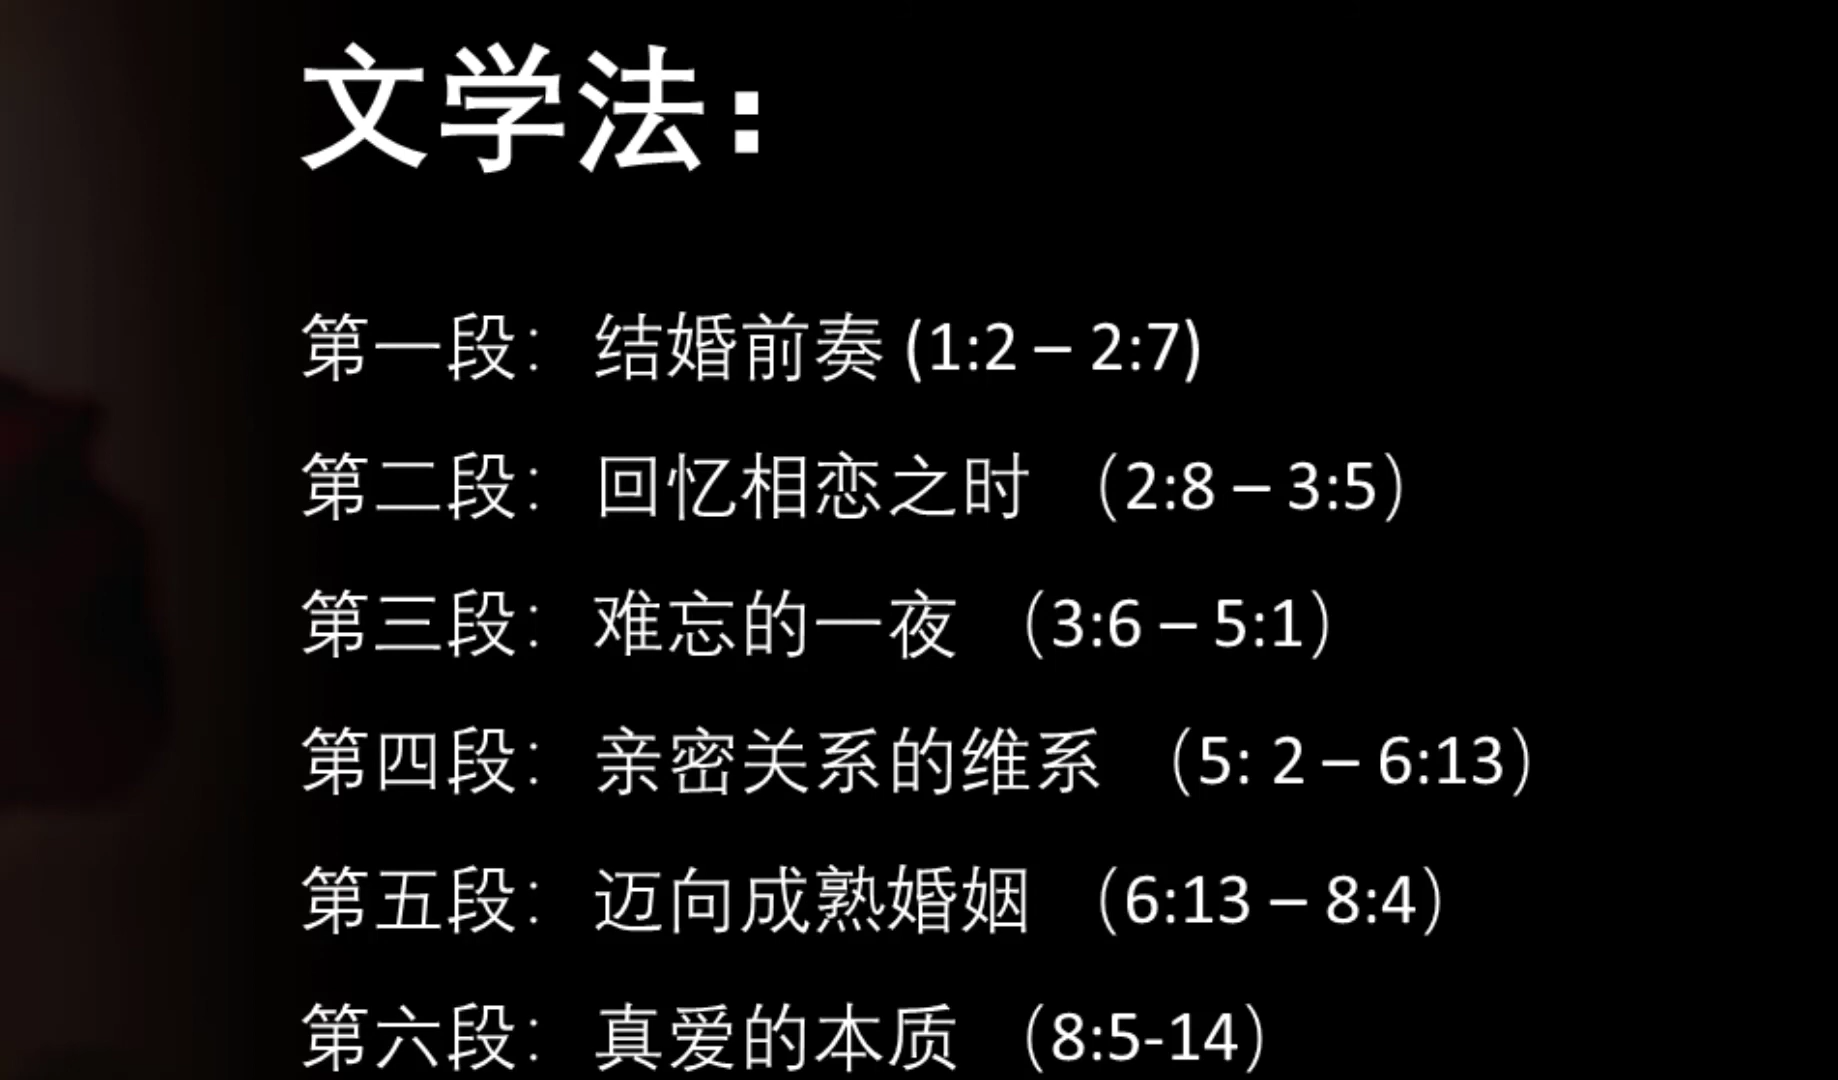 文学法：
第一段： 结婚前奏 (1:2 – 2:7)
第二段： 回忆相恋之时 （2:8 – 3:5）
第三段： 难忘的一夜 （3:6 – 5:1）
第四段： 亲密关系的维系 （5: 2 – 6:13）
第五段： 迈向成熟婚姻 （6:13 – 8:4）
第六段： 真爱的本质 （8:5-14）